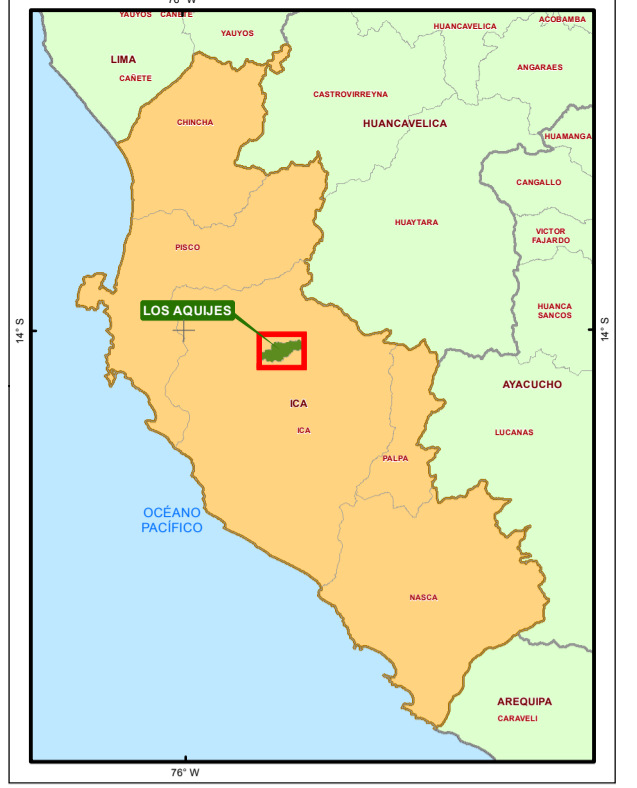 76° W
YAUYOS
CAÑETE
YAUYOS
HUANCAVELICA
ACOBAMBA
LIMA
CAÑETE
ANGARAES
CASTROVIRREYNA
CHINCHA
HUANCAVELICA
HUAMANGA
CANGALLO
HUAYTARA
VICTOR
FAJARDO
PISCO
LOS AQUIJES
HUANCA
SANCOS
14° S
14° S
ICA
ICA
AYACUCHO
LUCANAS
PALPA
OCÉANO
PACÍFICO
NASCA
AREQUIPA
CARAVELI
76° W